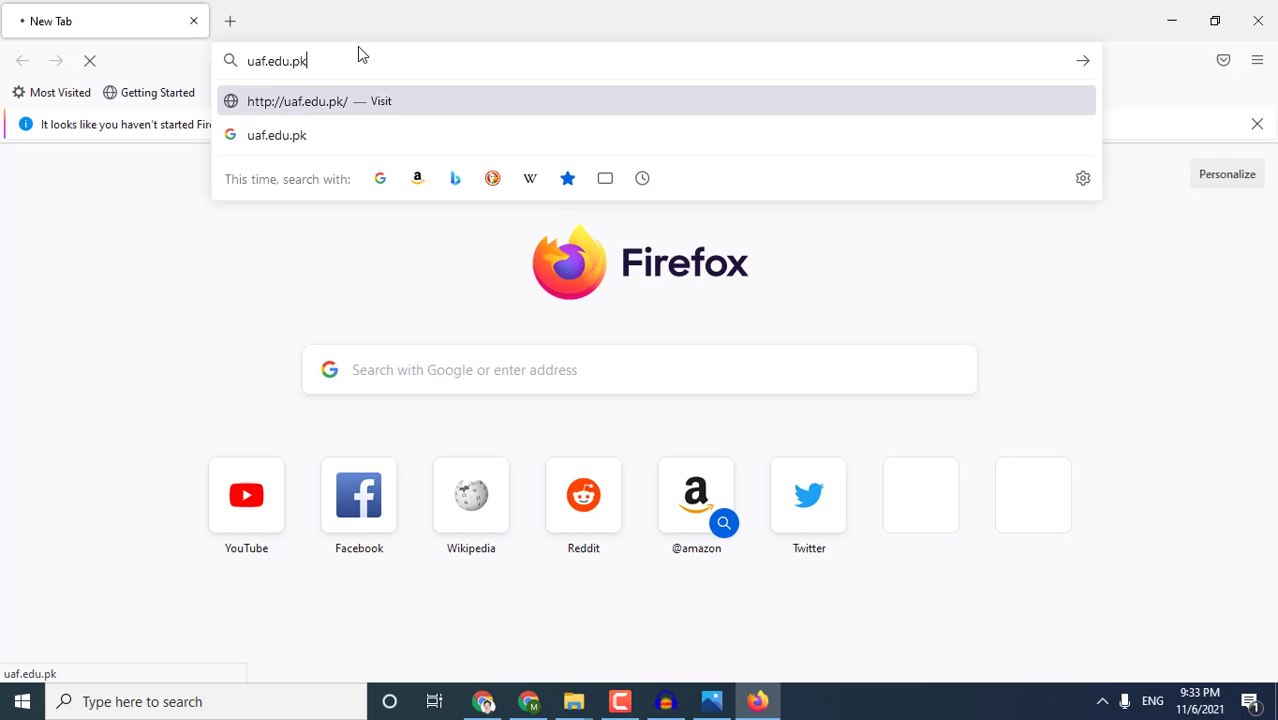 New Tab
uaf.edu.pk
http://uaf.edu.pk/ — Visit
Most Visited
Getting Started
It looks like you haven't started Fire
uaf.edu.pk
This time, search with:
Personalize
Firefox
Search with Google or enter address
YouTube
Facebook
Wikipedia
Reddit
@amazon
Twitter
uaf.edu.pk
Type here to search
ENG
9:33 PM
11/6/2021
1